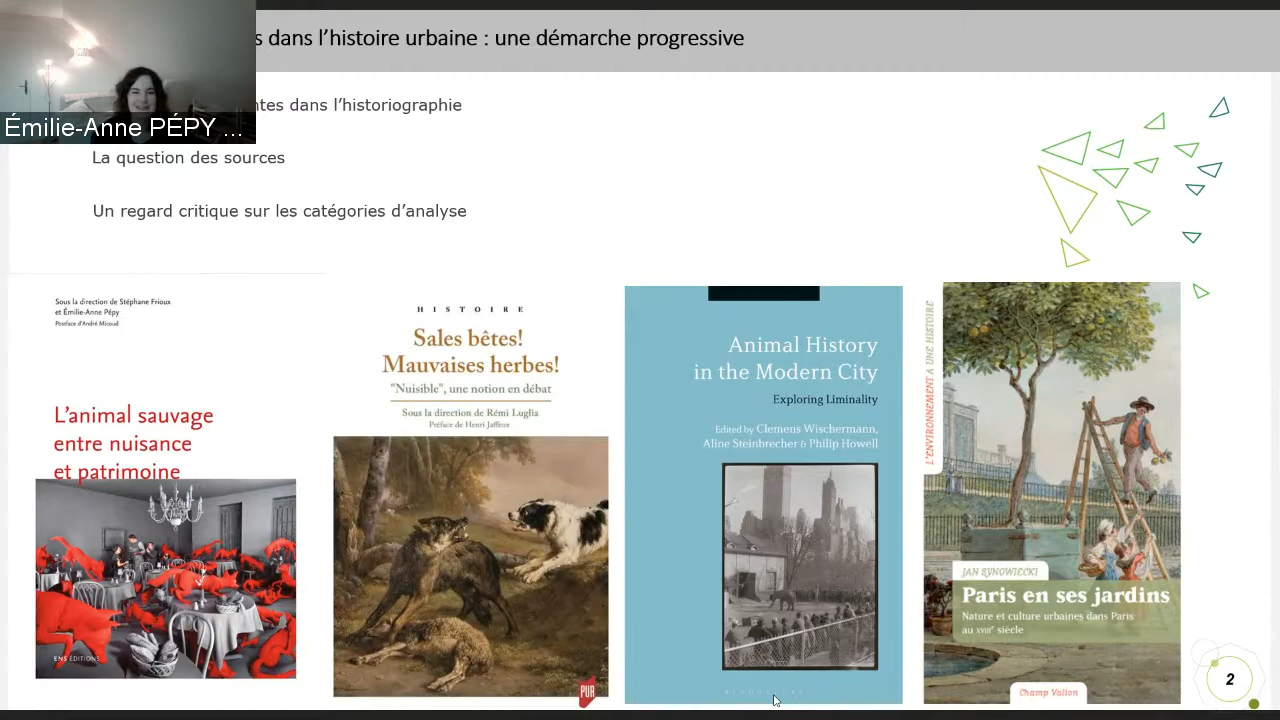 s dans l’histoire urbaine : une démarche progressive
Émilie-Anne PÉPY ...
ntes dans l’historiographie
La question des sources
Un regard critique sur les catégories d’analyse
Sous la direction de Stéphane Frioux
et Émilie-Anne Pépy
Postface d’André Micoud
L’animal sauvage
entre nuisance
et patrimoine
ENS ÉDITIONS
HISTOIRE
Sales bêtes!
Mauvaises herbes!
"Nuisible", une notion en débat
Sous la direction de Rémi Luglia
Préface de Henri Jaffeux
PUR
Animal History
in the Modern City
Exploring Liminality
Edited by Clemens Wischermann,
Aline Steinbrecher & Philip Howell
BLOOMSBURY
L’ENVIRONNEMENT A UNE HISTOIRE
JAN SYNOWIECKI
Paris en ses jardins
Nature et culture urbaines dans Paris
au XVIIIe siècle
Champ Vallon
2